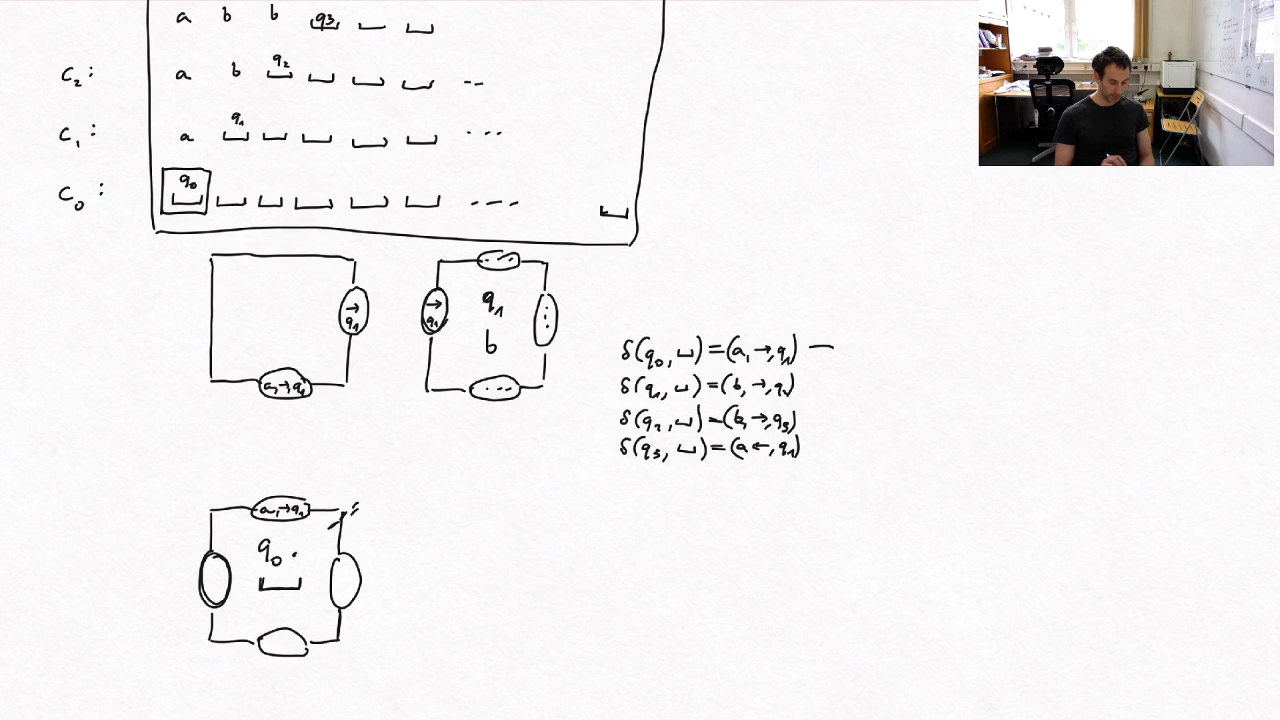 a b b q3 ⌴ ⌴
C₂: a b q₂ ⌴ ⌴ ⌴ ⌴ --
C₁: a q₁ ⌴ ⌴ ⌴ ⌴ ⌴ ...
C₀: q₀ ⌴ ⌴ ⌴ ⌴ ⌴ ⌴ ---- ⌴
→ q₁
a,→,q₁
→ q₁
q₁
b
δ(q₀, ⌴) = (a, →, q₁) —
δ(q₁, ⌴) = (b, →, q₂)
δ(q₂, ⌴) = (b, →, q₃)
δ(q₃, ⌴) = (a ←, q₁)
a,→q₁
q₀ .
⌴